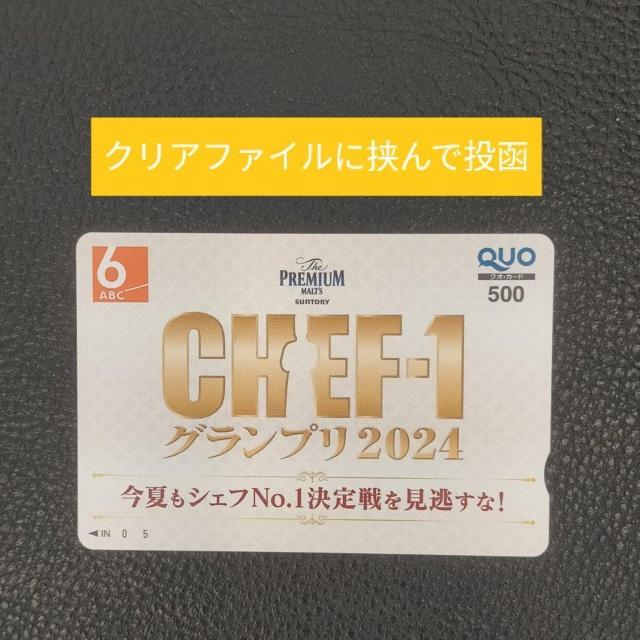 クリアファイルに挟んで投函
6
ABC
The
PREMIUM
MALT'S
SUNTORY
QUO
クオ・カード
500
CHEF-1
グランプリ2024
今夏もシェフNo.1決定戦を見逃すな!
◀IN 0 5